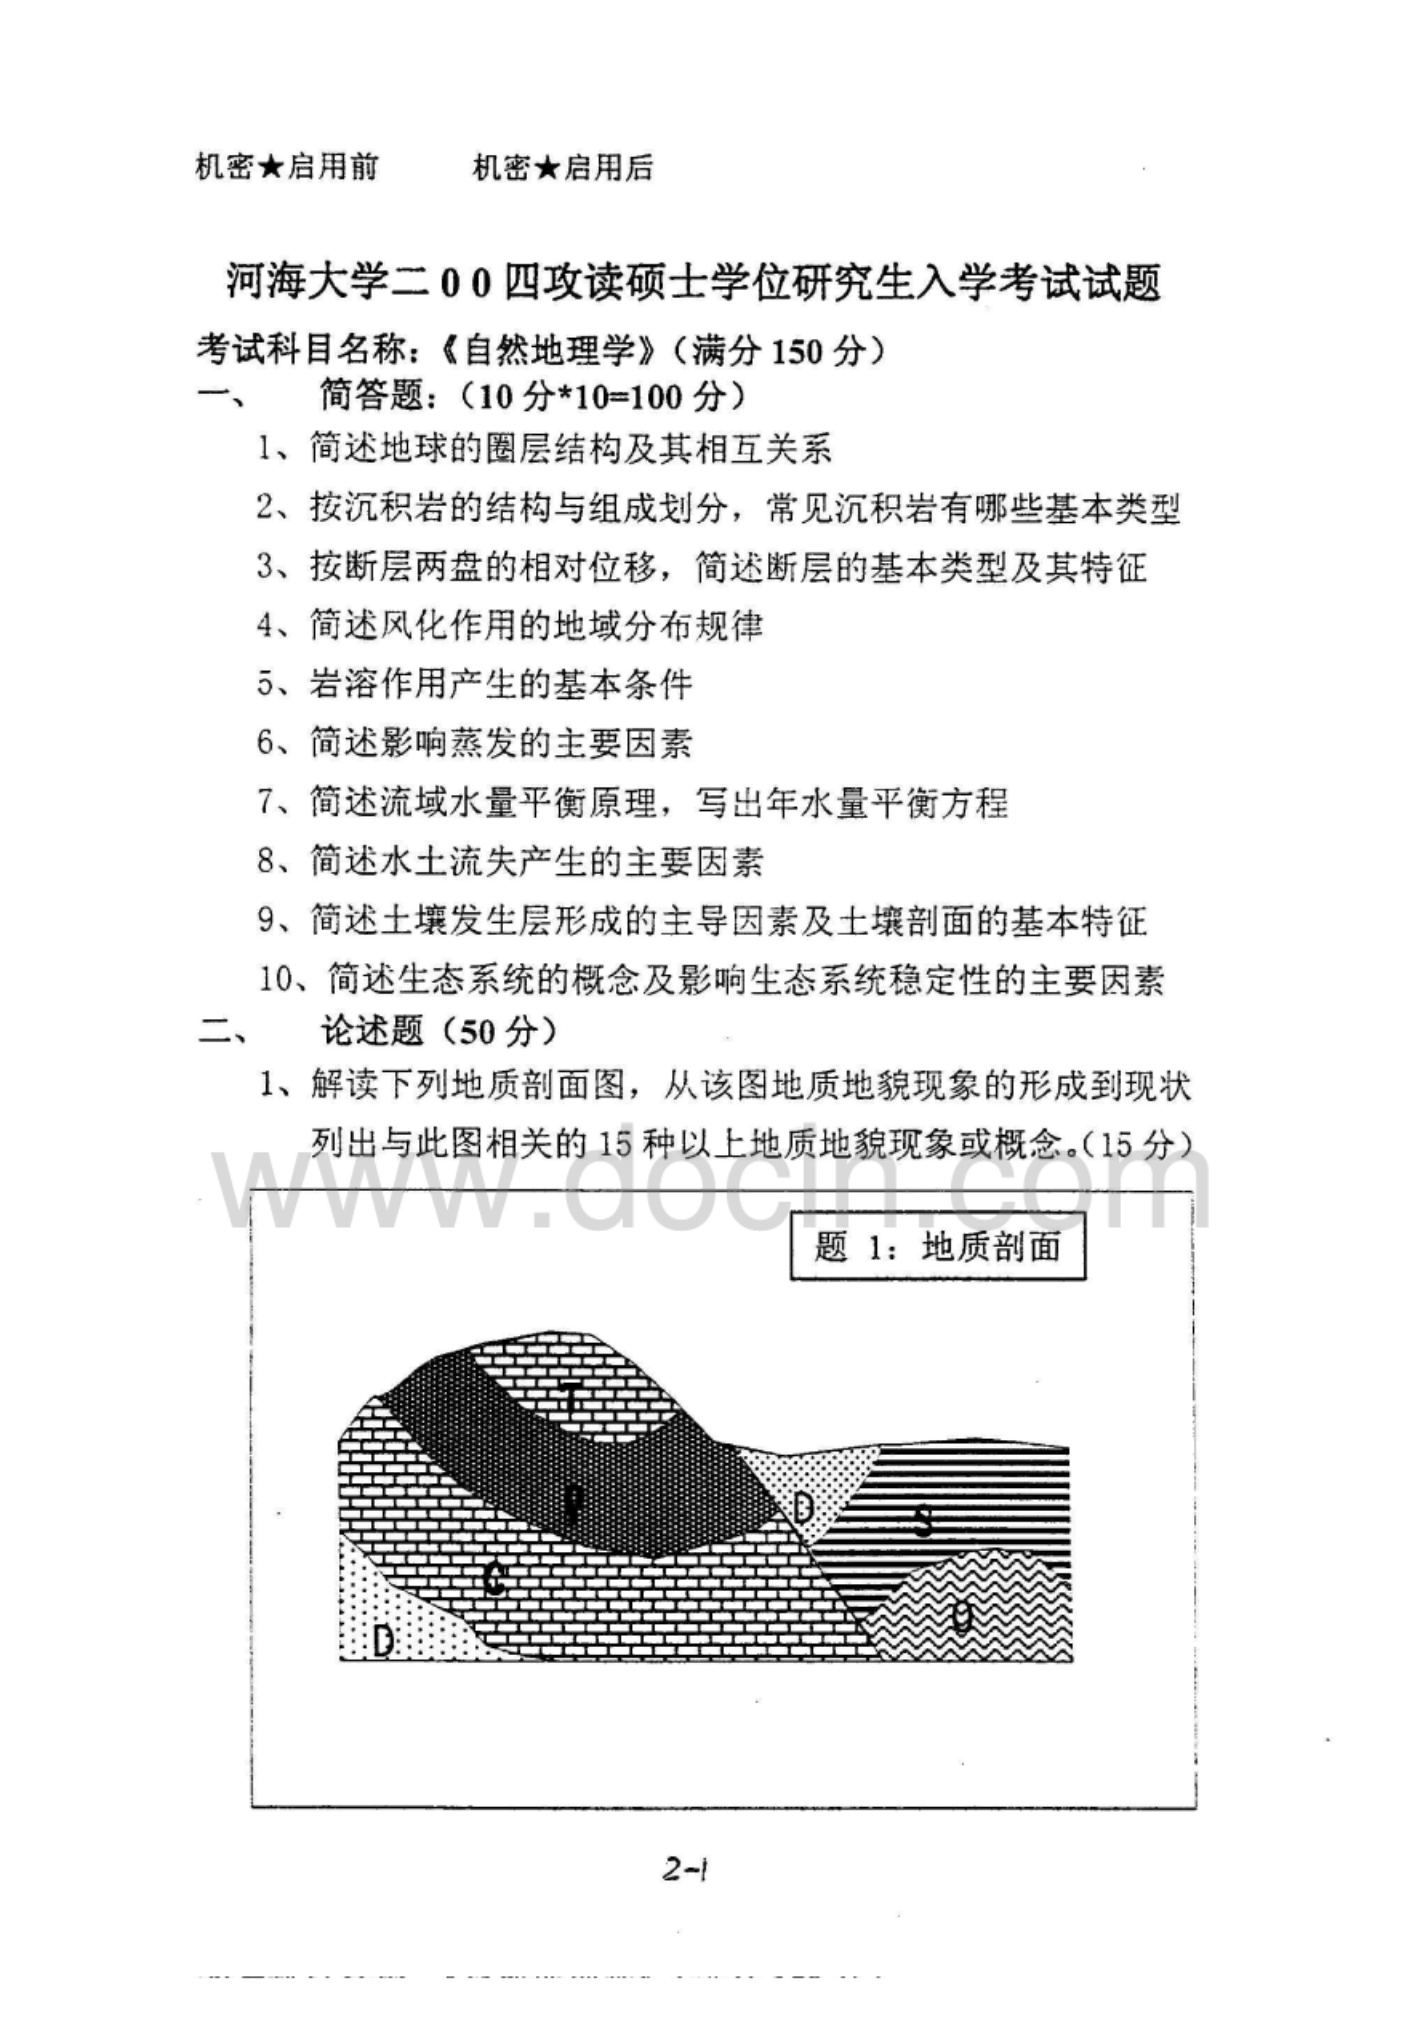 机密★启用前 机密★启用后
河海大学二00四攻读硕士学位研究生入学考试试题
考试科目名称：《自然地理学》（满分150分）
一、 简答题：（10分*10=100分）
1、简述地球的圈层结构及其相互关系
2、按沉积岩的结构与组成划分，常见沉积岩有哪些基本类型
3、按断层两盘的相对位移，简述断层的基本类型及其特征
4、简述风化作用的地域分布规律
5、岩溶作用产生的基本条件
6、简述影响蒸发的主要因素
7、简述流域水量平衡原理，写出年水量平衡方程
8、简述水土流失产生的主要因素
9、简述土壤发生层形成的主导因素及土壤剖面的基本特征
10、简述生态系统的概念及影响生态系统稳定性的主要因素
二、 论述题（50分）
1、解读下列地质剖面图，从该图地质地貌现象的形成到现状
列出与此图相关的15种以上地质地貌现象或概念。（15分）
www.docin.com
题 1：地质剖面
T
P
D
S
C
O
D
2-1